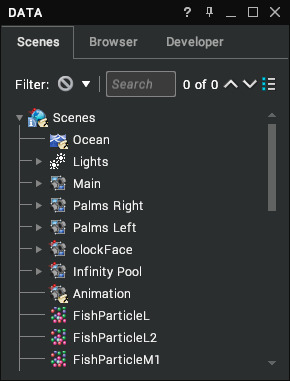 DATA ?
Scenes Browser Developer
Filter: Search 0 of 0
Scenes
Ocean
Lights
Main
Palms Right
Palms Left
clockFace
Infinity Pool
Animation
FishParticleL
FishParticleL2
FishParticleM1